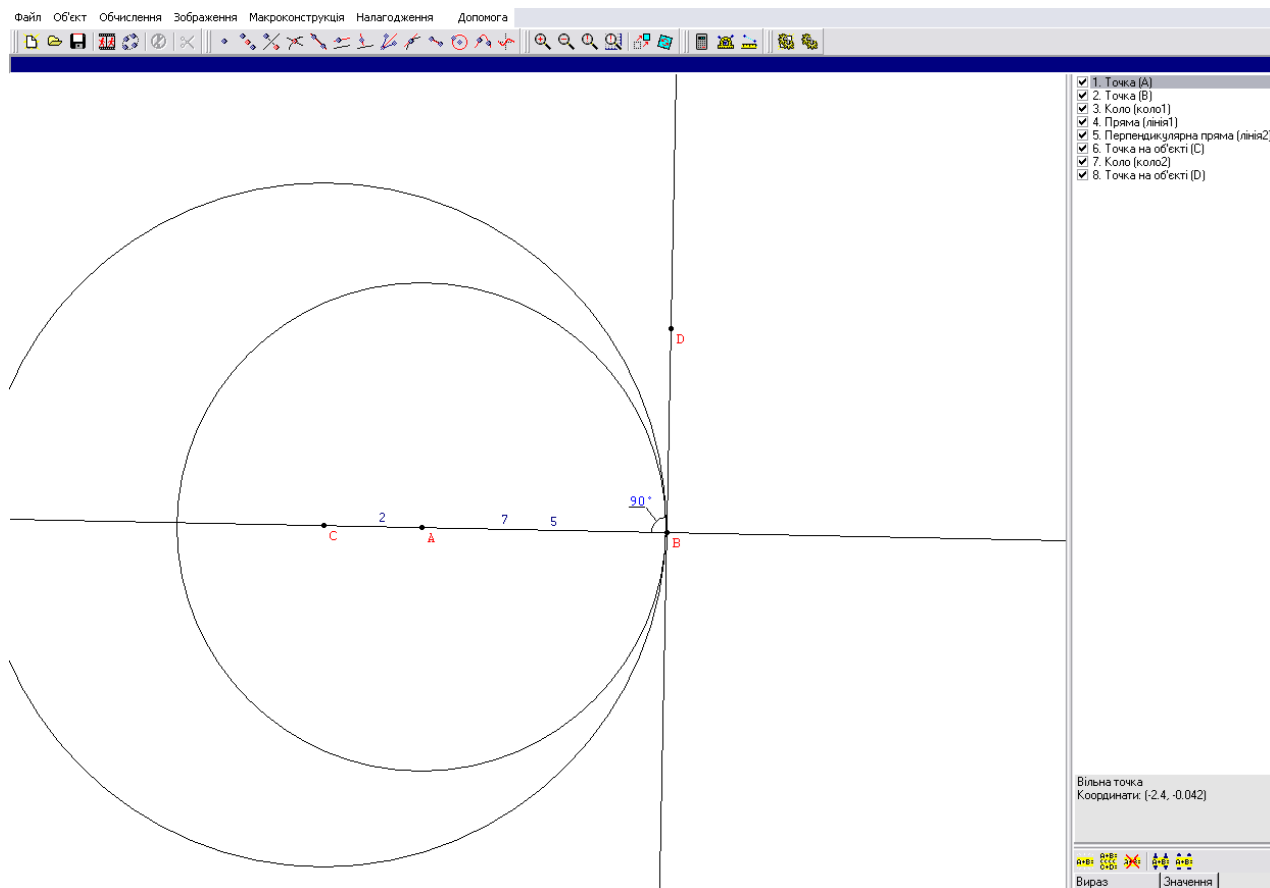 Файл Об'єкт Обчислення Зображення Макроконструкція Налагодження Допомога
1. Точка (A)
2. Точка (B)
3. Коло (коло1)
4. Пряма (лінія1)
5. Перпендикулярна пряма (лінія2)
6. Точка на об'єкті (C)
7. Коло (коло2)
8. Точка на об'єкті (D)
D
90°
2 7 5
C A B
Вільна точка
Координати: (-2.4, -0.042)
Вираз Значення